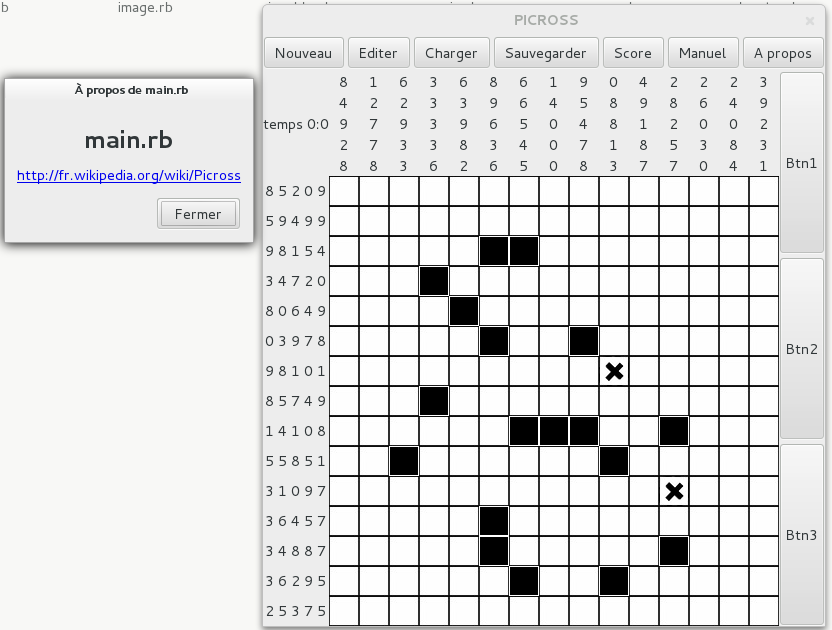 b
image.rb
PICROSS
Nouveau Editer Charger Sauvegarder Score Manuel A propos
À propos de main.rb
main.rb
http://fr.wikipedia.org/wiki/Picross
Fermer
8 1 6 3 6 8 6 1 9 0 4 2 2 2 3
4 2 2 3 3 9 6 4 5 8 9 8 6 4 9
temps 0:0 9 7 9 3 9 6 5 0 4 8 1 2 0 0 2
2 7 3 3 8 3 4 0 7 1 8 5 3 8 3
8 8 3 6 2 6 5 0 8 3 7 7 0 4 1
8 5 2 0 9
5 9 4 9 9
9 8 1 5 4
3 4 7 2 0
8 0 6 4 9
0 3 9 7 8
9 8 1 0 1
8 5 7 4 9
1 4 1 0 8
5 5 8 5 1
3 1 0 9 7
3 6 4 5 7
3 4 8 8 7
3 6 2 9 5
2 5 3 7 5
Btn1
Btn2
Btn3